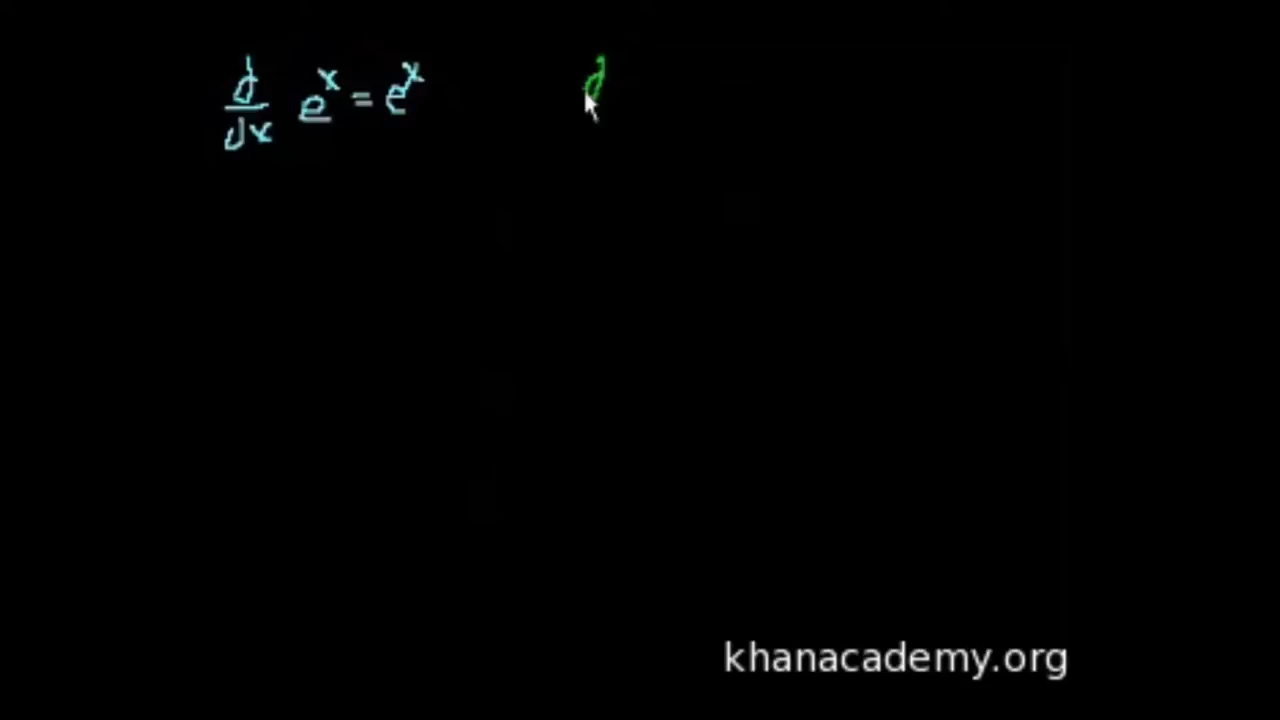 d/dx e^x = e^x d
khanacademy.org